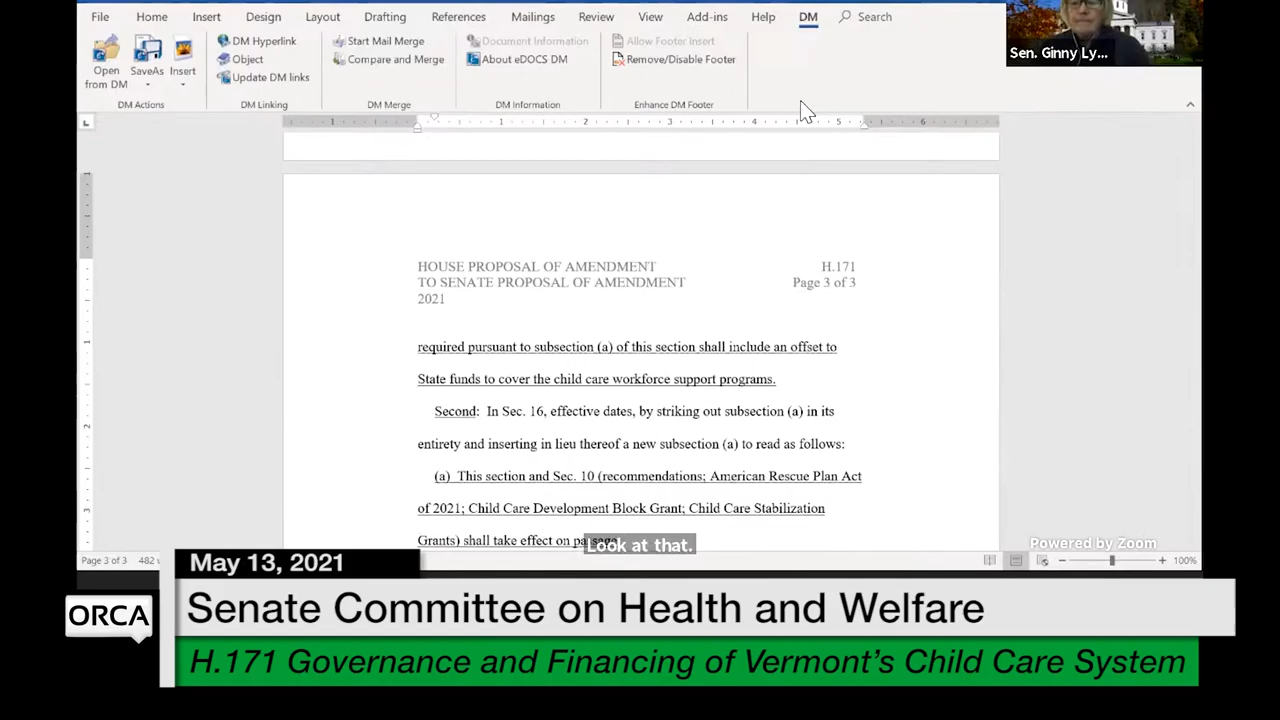 File Home Insert Design Layout Drafting References Mailings Review View Add-ins Help DM Search
Sen. Ginny Ly...
Open from DM
SaveAs
Insert
DM Actions
DM Hyperlink
Object
Update DM links
DM Linking
Start Mail Merge
Compare and Merge
DM Merge
Document Information
About eDOCS DM
DM Information
Allow Footer Insert
Remove/Disable Footer
Enhance DM Footer
1 1 2 3 4 5 6
HOUSE PROPOSAL OF AMENDMENT H.171
TO SENATE PROPOSAL OF AMENDMENT Page 3 of 3
2021
required pursuant to subsection (a) of this section shall include an offset to
State funds to cover the child care workforce support programs.
Second: In Sec. 16, effective dates, by striking out subsection (a) in its
entirety and inserting in lieu thereof a new subsection (a) to read as follows:
(a) This section and Sec. 10 (recommendations; American Rescue Plan Act
of 2021; Child Care Development Block Grant; Child Care Stabilization
Grants) shall take effect on
Look at that.
Powered by Zoom
Page 3 of 3 482 100%
May 13, 2021
ORCA
Senate Committee on Health and Welfare
H.171 Governance and Financing of Vermont's Child Care System